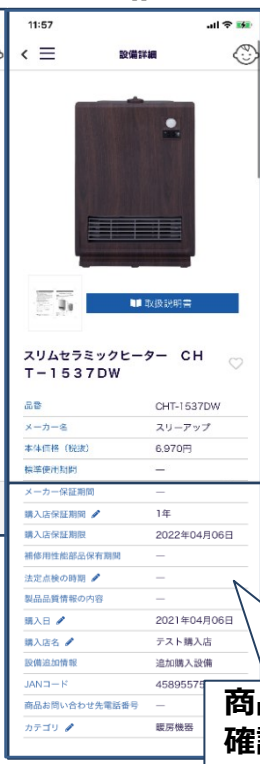 11:57
設備詳細
取扱説明書
スリムセラミックヒーター CH
T-1537DW
品番 CHT-1537DW
メーカー名 スリーアップ
本体価格（税抜） 6,970円
標準使用期間 —
メーカー保証期間 —
購入店保証期間 1年
購入店保証期限 2022年04月06日
補修用性能部品保有期間 —
法定点検の時期 —
製品品質情報の内容 —
購入日 2021年04月06日
購入店名 テスト購入店
設備追加情報 追加購入設備
JANコード 45895575
商品お問い合わせ先電話番号 —
カテゴリ 暖房機器
商
確